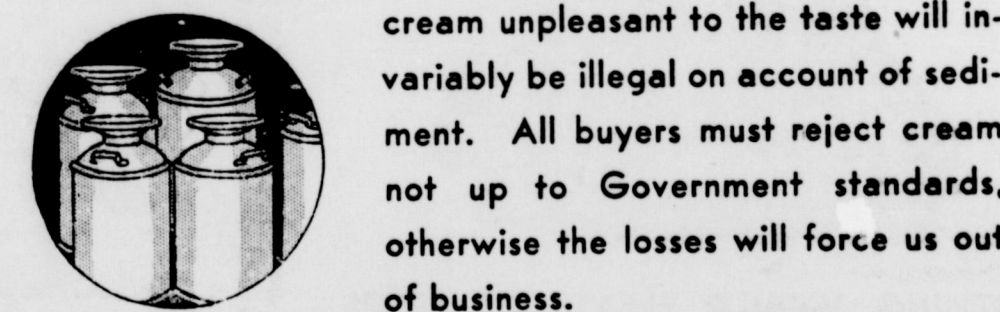 cream unpleasant to the taste will in-
variably be illegal on account of sedi-
ment. All buyers must reject cream
not up to Government standards,
otherwise the losses will force us out
of business.